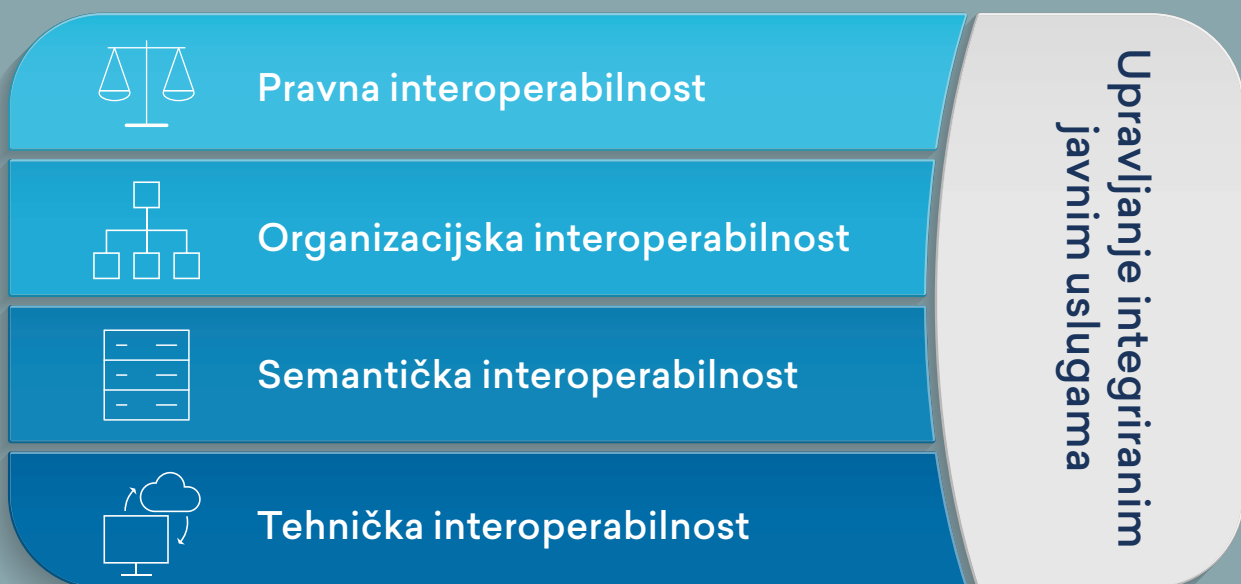 Pravna interoperabilnost
Organizacijska interoperabilnost
Semantička interoperabilnost
Tehnička interoperabilnost
Upravljanje integriranim
javnim uslugama